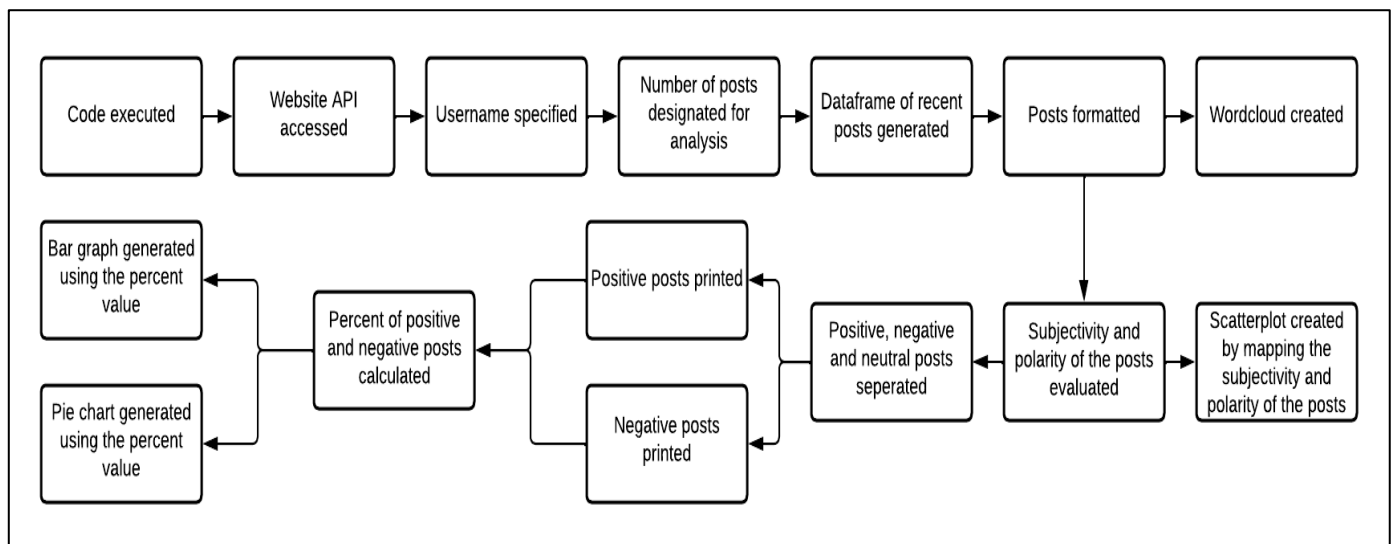 Code executed
Website API
accessed
Username specified
Number of posts
designated for
analysis
Dataframe of recent
posts generated
Posts formatted
Wordcloud created
Bar graph generated
using the percent
value
Pie chart generated
using the percent
value
Percent of positive
and negative posts
calculated
Positive posts printed
Negative posts
printed
Positive, negative
and neutral posts
seperated
Subjectivity and
polarity of the posts
evaluated
Scatterplot created
by mapping the
subjectivity and
polarity of the posts